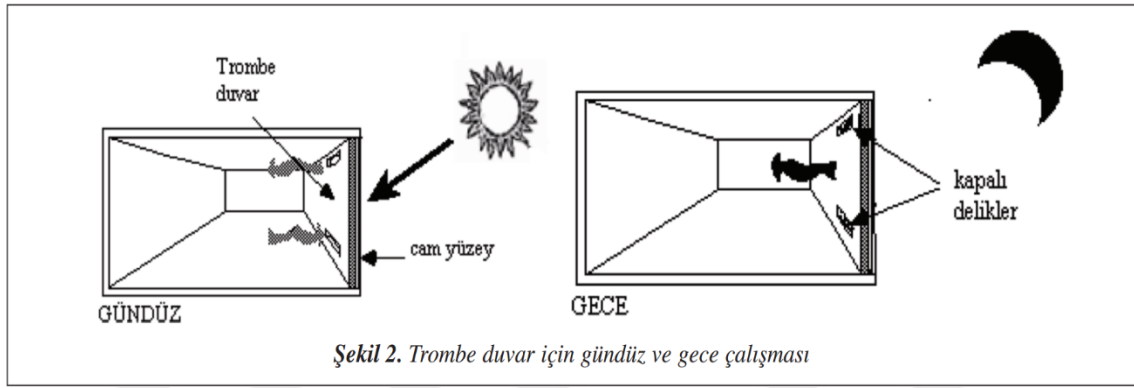 Trombe
duvar
cam yüzey
GÜNDÜZ
kapalı
delikler
GECE
Şekil 2. Trombe duvar için gündüz ve gece çalışması